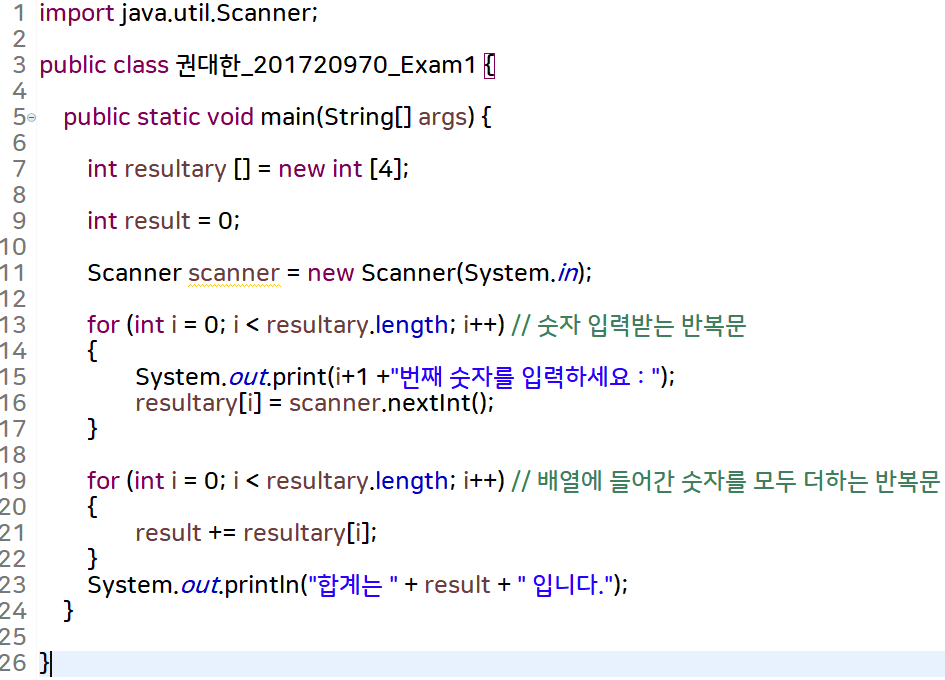 1 import java.util.Scanner;
2
3 public class 권대한_201720970_Exam1 {
4
5 public static void main(String[] args) {
6
7 int resultary [] = new int [4];
8
9 int result = 0;
10
11 Scanner scanner = new Scanner(System.in);
12
13 for (int i = 0; i < resultary.length; i++) // 숫자 입력받는 반복문
14 {
15 System.out.print(i+1 +"번째 숫자를 입력하세요 : ");
16 resultary[i] = scanner.nextInt();
17 }
18
19 for (int i = 0; i < resultary.length; i++) // 배열에 들어간 숫자를 모두 더하는 반복문
20 {
21 result += resultary[i];
22 }
23 System.out.println("합계는 " + result + " 입니다.");
24 }
25
26 }